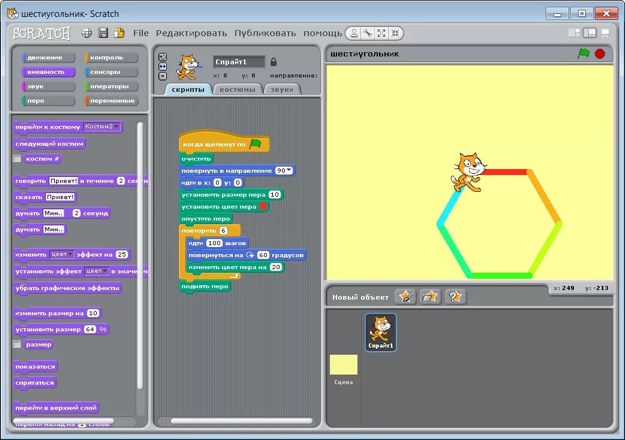 шестиугольник- Scratch
SCRATCH File Редактировать Публиковать помощь
движение контроль
внешность сенсоры
звук операторы
перо переменные
перейти к костюму Костюм2
следующий костюм
костюм #
говорить Привет! в течение 2 секунд
сказать Привет!
думать Ммм.. 2 секунд
думать Ммм..
изменить цвет эффект на 25
установить эффект цвет в значени
убрать графические эффекты
изменить размер на 10
установить размер 64 %
размер
показаться
спрятаться
перейти в верхний слой
перейти назад на слоев
Спрайт1
x: 0 y: 0 направление:
скрипты костюмы звуки
когда щелкнут по
очистить
повернуть в направление 90
идти в x: 0 y: 0
установить размер пера 10
установить цвет пера
опустить перо
повторить 6
идти 100 шагов
повернуться на 60 градусов
изменить цвет пера на 20
поднять перо
шестиугольник
x: 249 y: -213
Новый объект
Спрайт1
Сцена